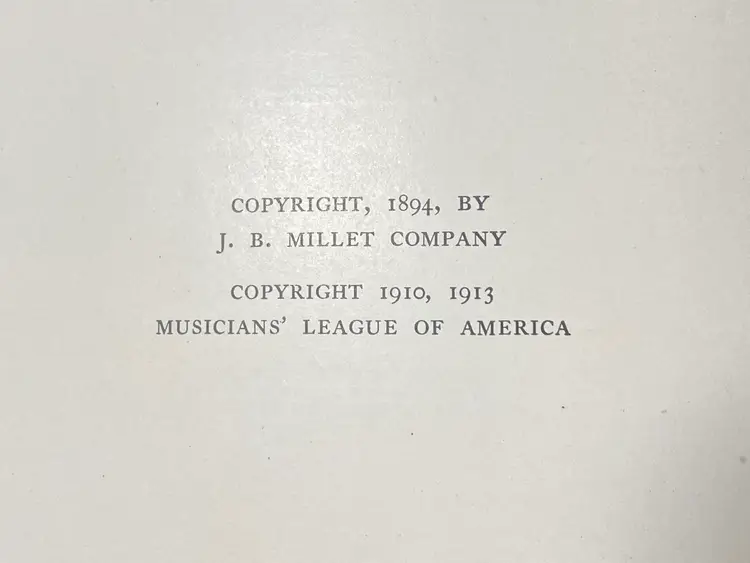 COPYRIGHT, 1894, BY
J. B. MILLET COMPANY
COPYRIGHT 1910, 1913
MUSICIANS' LEAGUE OF AMERICA